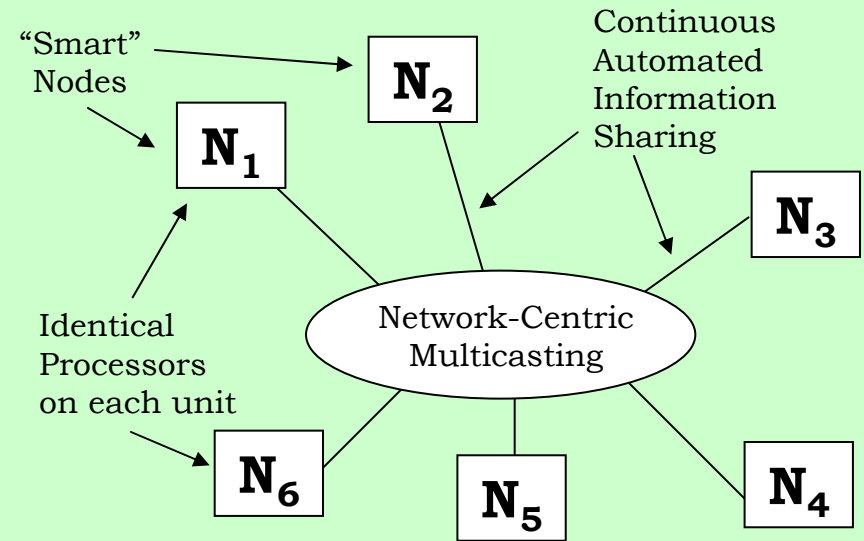 “Smart”
Nodes
Continuous
Automated
Information
Sharing
N₂
N₁
N₃
Network-Centric
Multicasting
Identical
Processors
on each unit
N₆
N₅
N₄